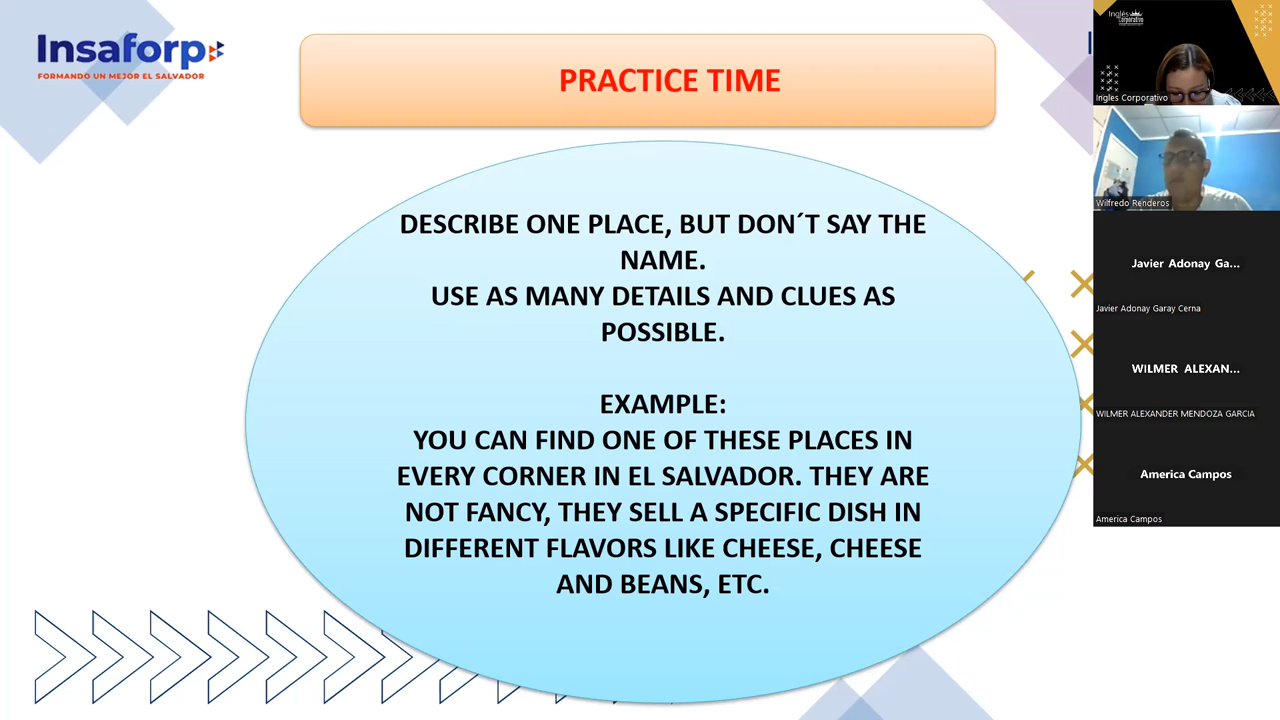 Insaforp
FORMANDO UN MEJOR EL SALVADOR
PRACTICE TIME
DESCRIBE ONE PLACE, BUT DON´T SAY THE
NAME.
USE AS MANY DETAILS AND CLUES AS
POSSIBLE.
EXAMPLE:
YOU CAN FIND ONE OF THESE PLACES IN
EVERY CORNER IN EL SALVADOR. THEY ARE
NOT FANCY, THEY SELL A SPECIFIC DISH IN
DIFFERENT FLAVORS LIKE CHEESE, CHEESE
AND BEANS, ETC.
Inglés
Corporativo
Ingles Corporativo
Wilfredo Renderos
Javier Adonay Ga...
Javier Adonay Garay Cerna
WILMER ALEXAN...
WILMER ALEXANDER MENDOZA GARCIA
America Campos
America Campos